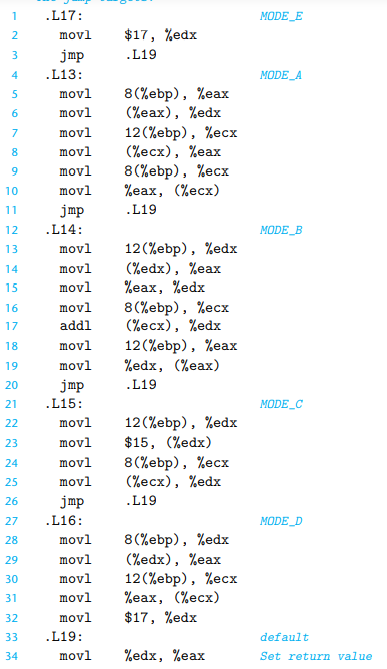 1 .L17: MODE_E
2 movl $17, %edx
3 jmp .L19
4 .L13: MODE_A
5 movl 8(%ebp), %eax
6 movl (%eax), %edx
7 movl 12(%ebp), %ecx
8 movl (%ecx), %eax
9 movl 8(%ebp), %ecx
10 movl %eax, (%ecx)
11 jmp .L19
12 .L14: MODE_B
13 movl 12(%ebp), %edx
14 movl (%edx), %eax
15 movl %eax, %edx
16 movl 8(%ebp), %ecx
17 addl (%ecx), %edx
18 movl 12(%ebp), %eax
19 movl %edx, (%eax)
20 jmp .L19
21 .L15: MODE_C
22 movl 12(%ebp), %edx
23 movl $15, (%edx)
24 movl 8(%ebp), %ecx
25 movl (%ecx), %edx
26 jmp .L19
27 .L16: MODE_D
28 movl 8(%ebp), %edx
29 movl (%edx), %eax
30 movl 12(%ebp), %ecx
31 movl %eax, (%ecx)
32 movl $17, %edx
33 .L19: default
34 movl %edx, %eax Set return value